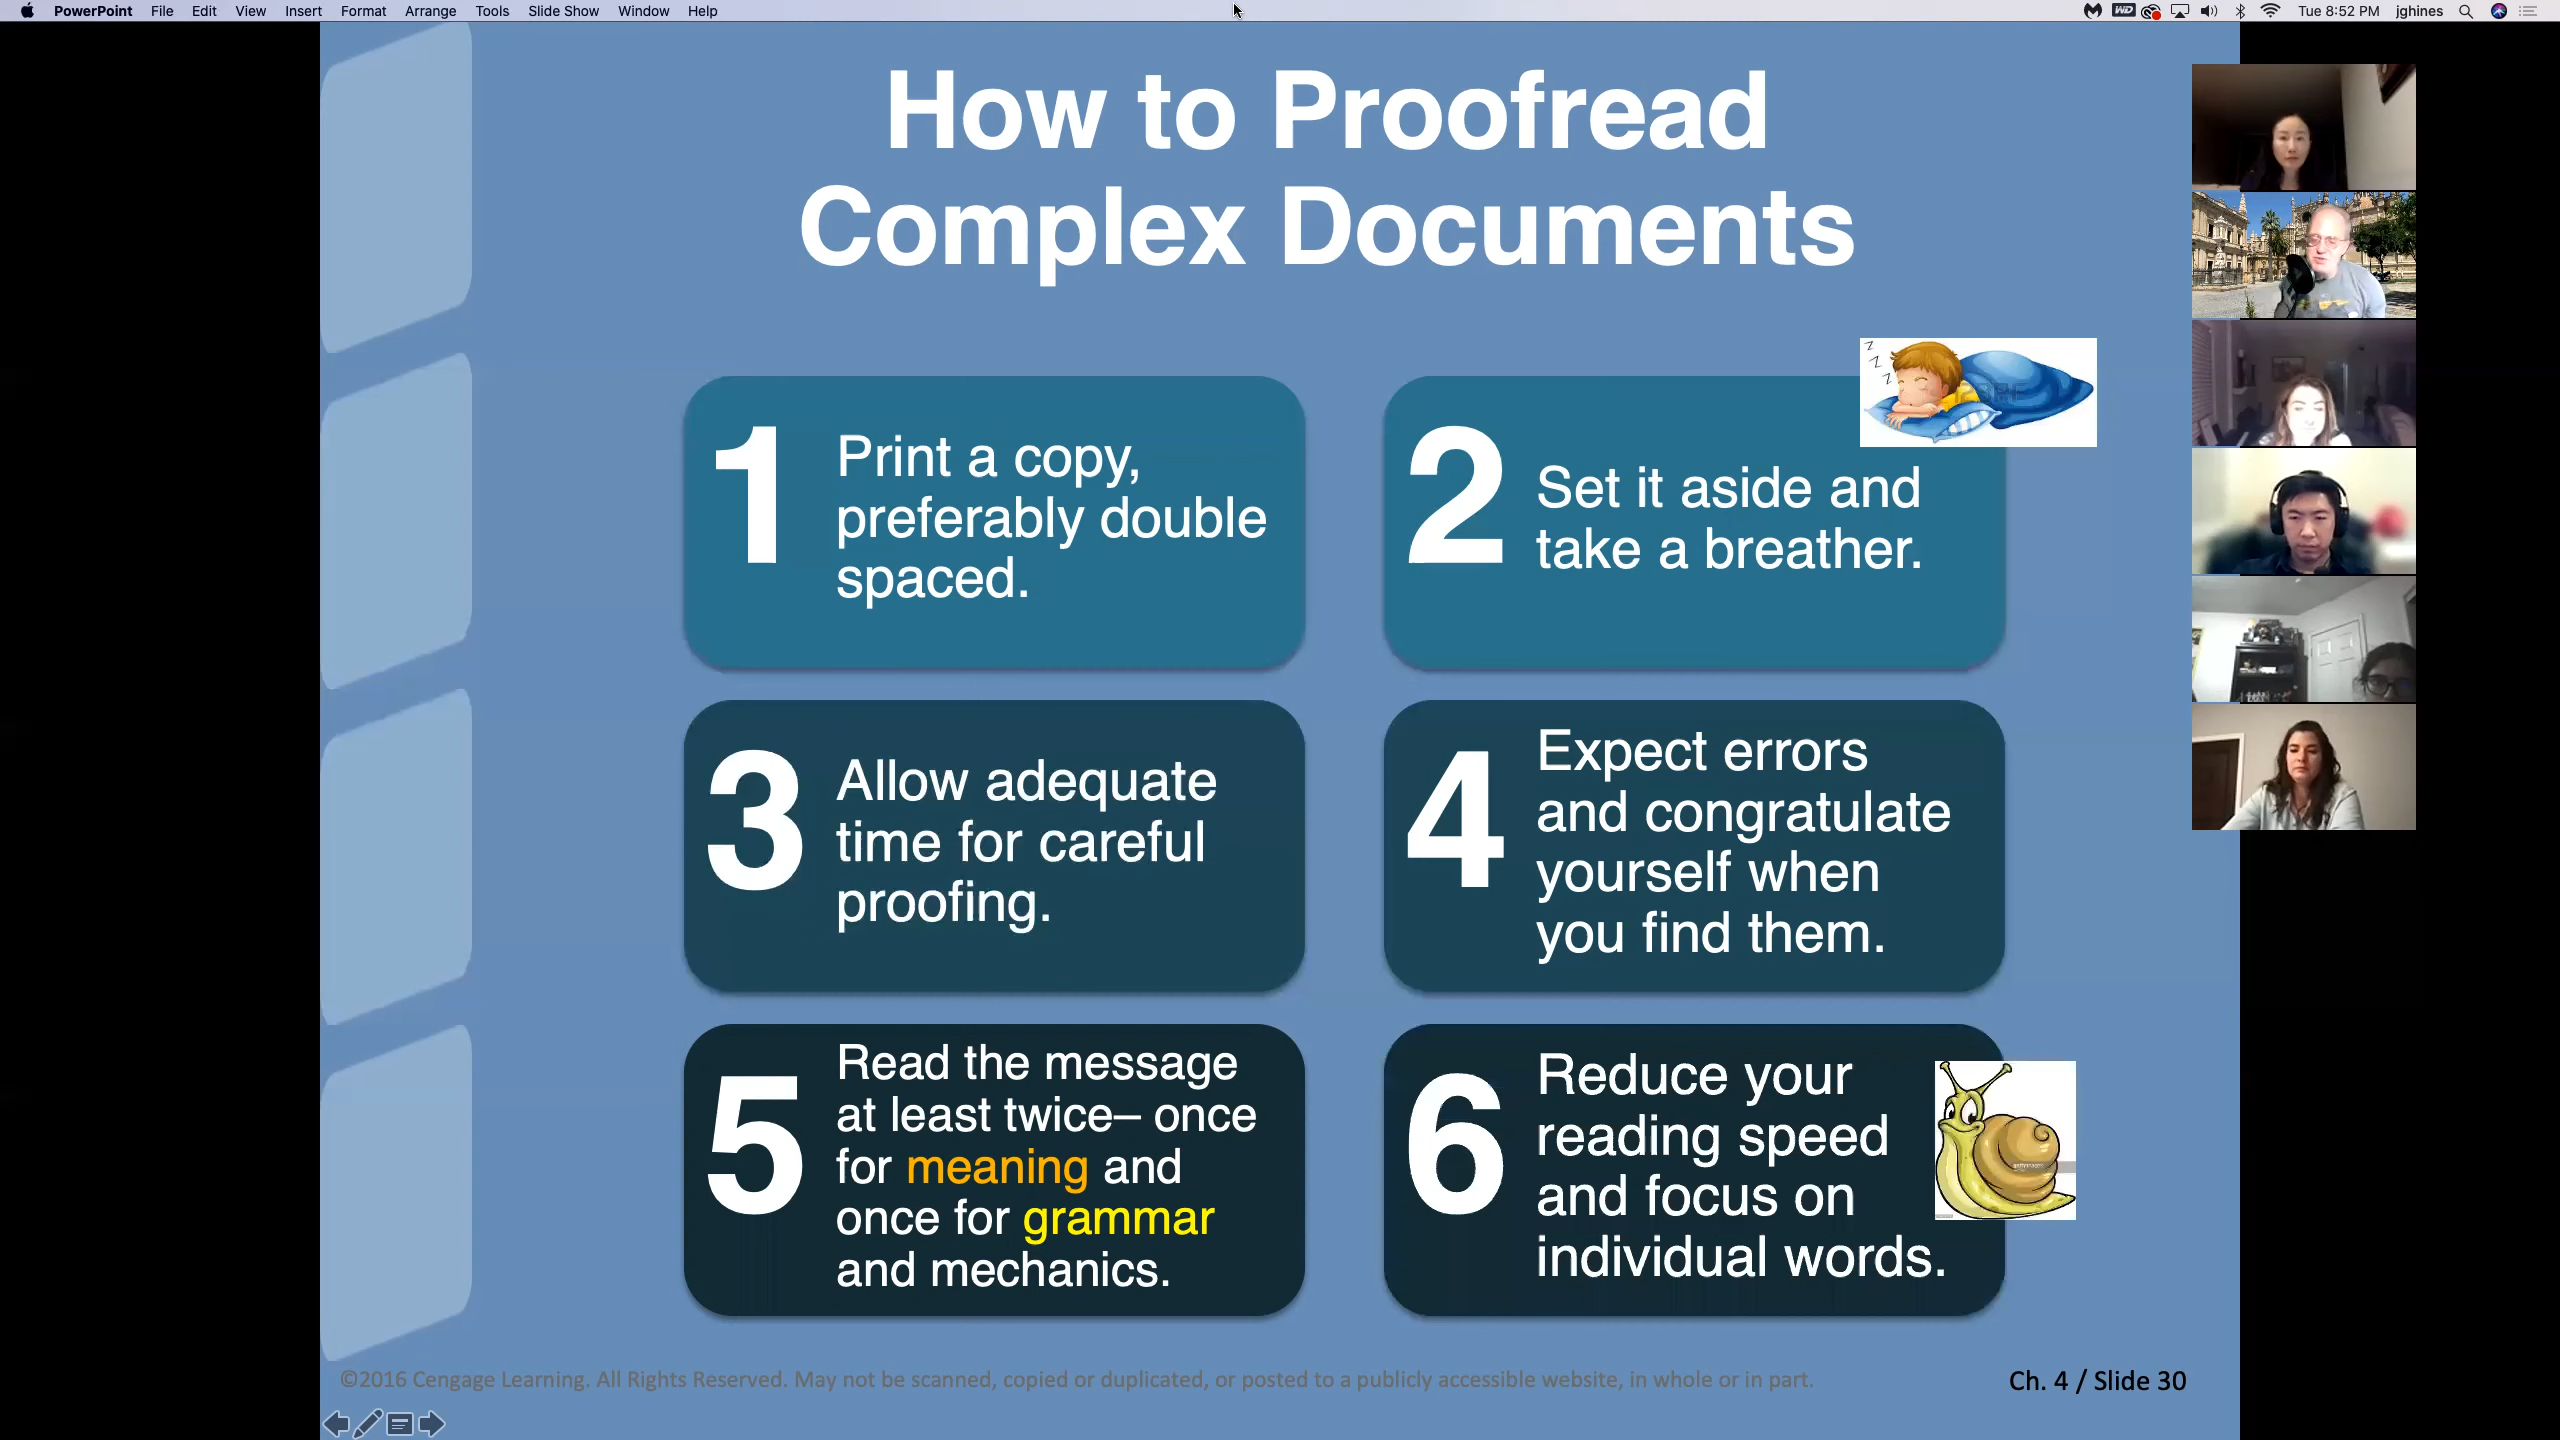 PowerPoint File Edit View Insert Format Arrange Tools Slide Show Window Help
WD Tue 8:52 PM jghines
How to Proofread
Complex Documents
1
Print a copy,
preferably double
spaced.
2
Set it aside and
take a breather.
z
z
z
3
Allow adequate
time for careful
proofing.
4
Expect errors
and congratulate
yourself when
you find them.
5
Read the message
at least twice– once
for meaning and
once for grammar
and mechanics.
6
Reduce your
reading speed
and focus on
individual words.
©2016 Cengage Learning. All Rights Reserved. May not be scanned, copied or duplicated, or posted to a publicly accessible website, in whole or in part.
Ch. 4 / Slide 30